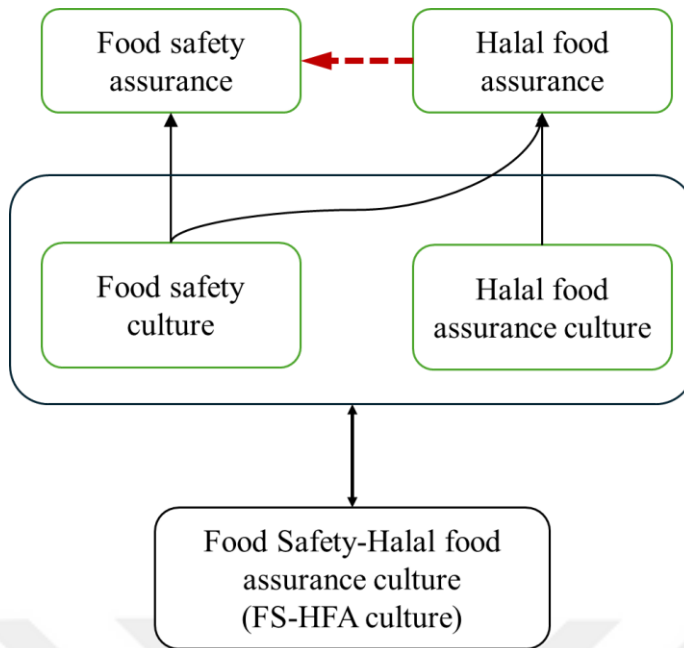 Food safety
assurance
Halal food
assurance
Food safety
culture
Halal food
assurance culture
Food Safety-Halal food
assurance culture
(FS-HFA culture)